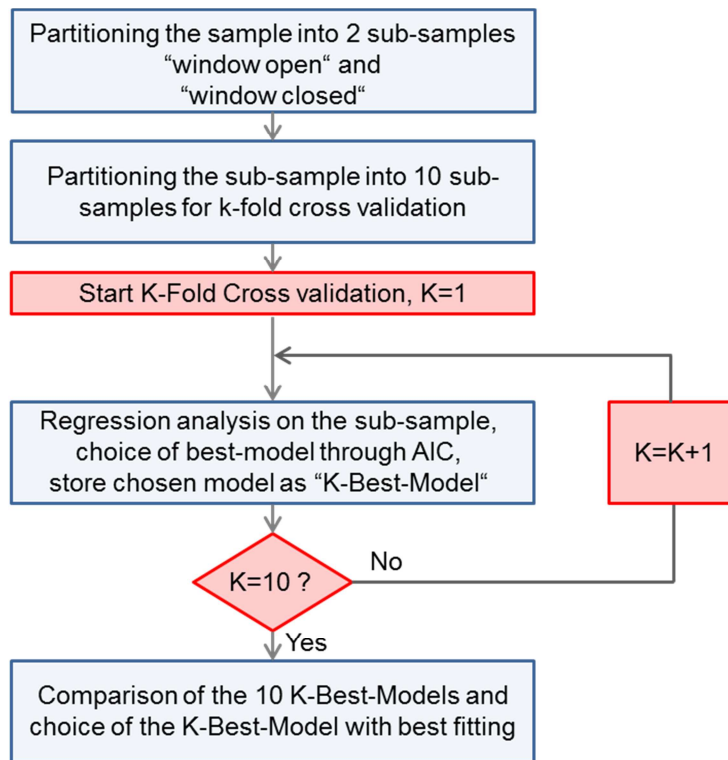 Partitioning the sample into 2 sub-samples
“window open“ and
“window closed“
Partitioning the sub-sample into 10 sub-
samples for k-fold cross validation
Start K-Fold Cross validation, K=1
Regression analysis on the sub-sample,
choice of best-model through AIC,
store chosen model as “K-Best-Model“
K=K+1
K=10 ?
No
Yes
Comparison of the 10 K-Best-Models and
choice of the K-Best-Model with best fitting